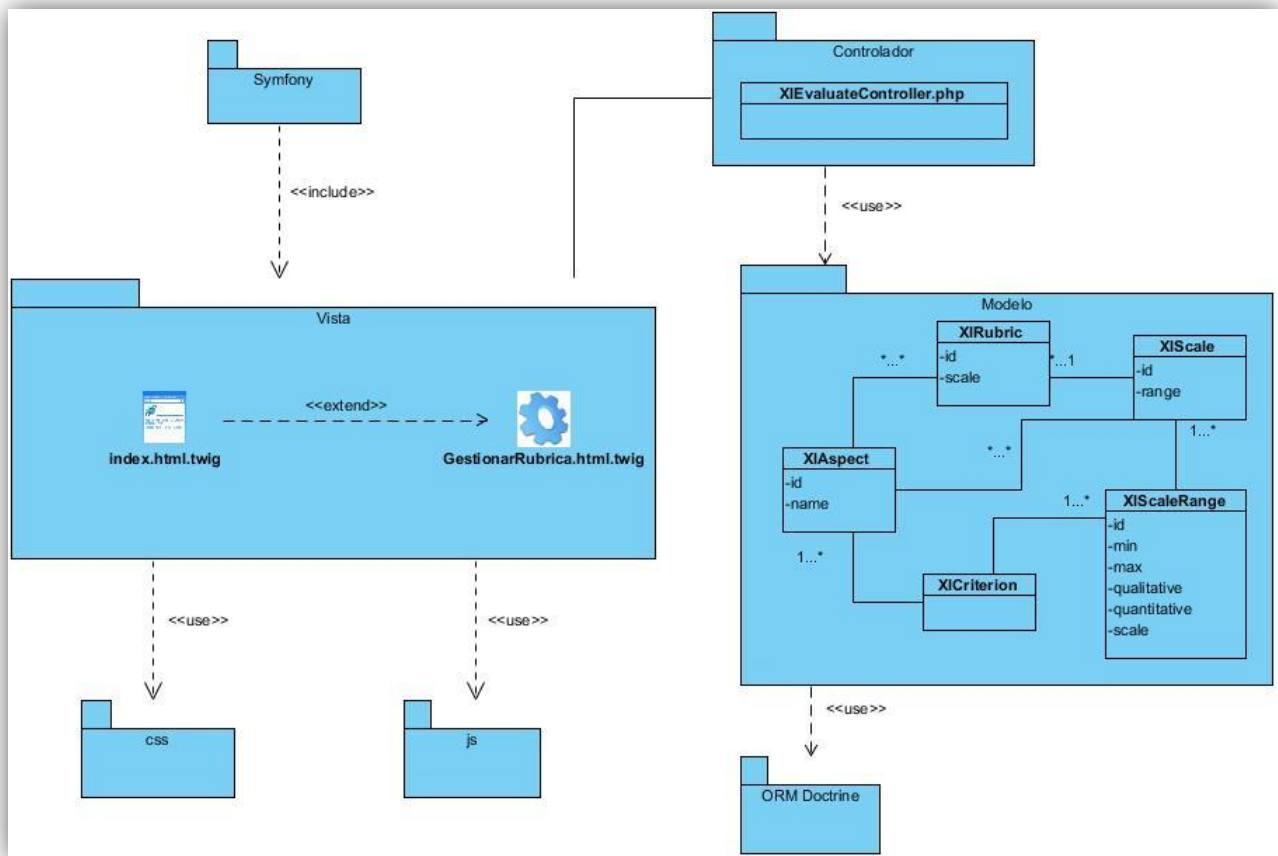 Symfony
Controlador
XIEvaluateController.php
<<include>>
<<use>>
Vista
<<extend>>
index.html.twig
GestionarRubrica.html.twig
Modelo
XIRubric
-id
-scale
*...*
*...1
XIScale
-id
-range
XIAspect
-id
-name
*...*
1...*
1...*
XIScaleRange
-id
-min
-max
-qualitative
-quantitative
-scale
1...*
XICriterion
<<use>>
<<use>>
<<use>>
css
js
ORM Doctrine